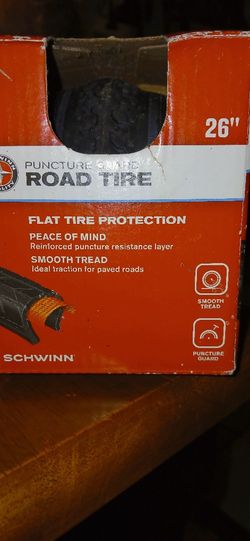 26"
PUNCTURE GUARD
ROAD TIRE
FLAT TIRE PROTECTION
PEACE OF MIND
Reinforced puncture resistance layer
SMOOTH TREAD
Ideal traction for paved roads
SMOOTH
TREAD
PUNCTURE
GUARD
SCHWINN